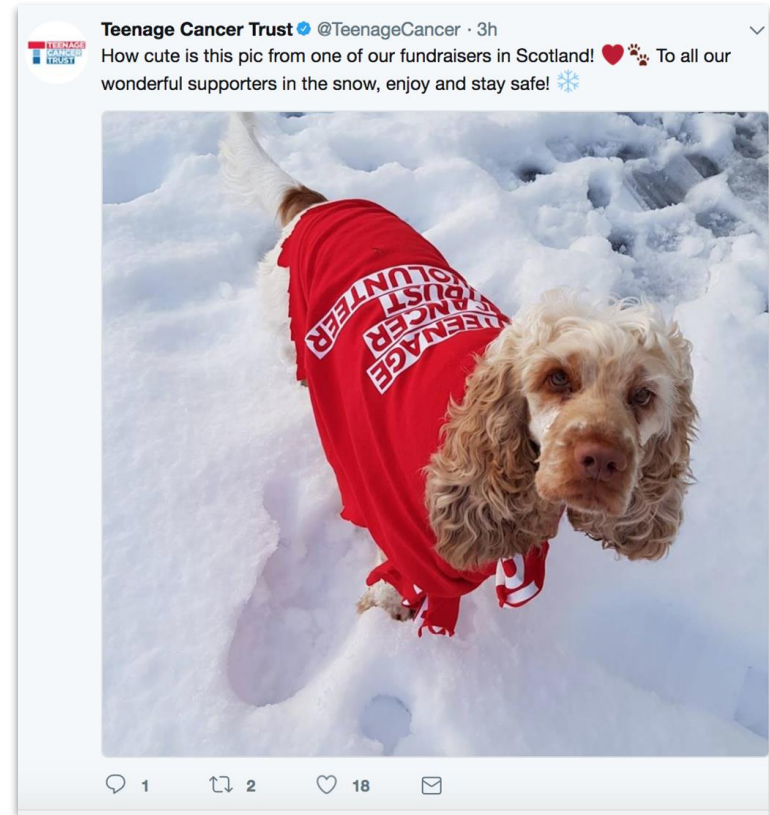 Teenage Cancer Trust @TeenageCancer · 3h
TEENAGE
CANCER
TRUST
How cute is this pic from one of our fundraisers in Scotland! ❤️🐾 To all our
wonderful supporters in the snow, enjoy and stay safe! ❄️
TEENAGE
CANCER
TRUST
VOLUNTEER
1 2 18